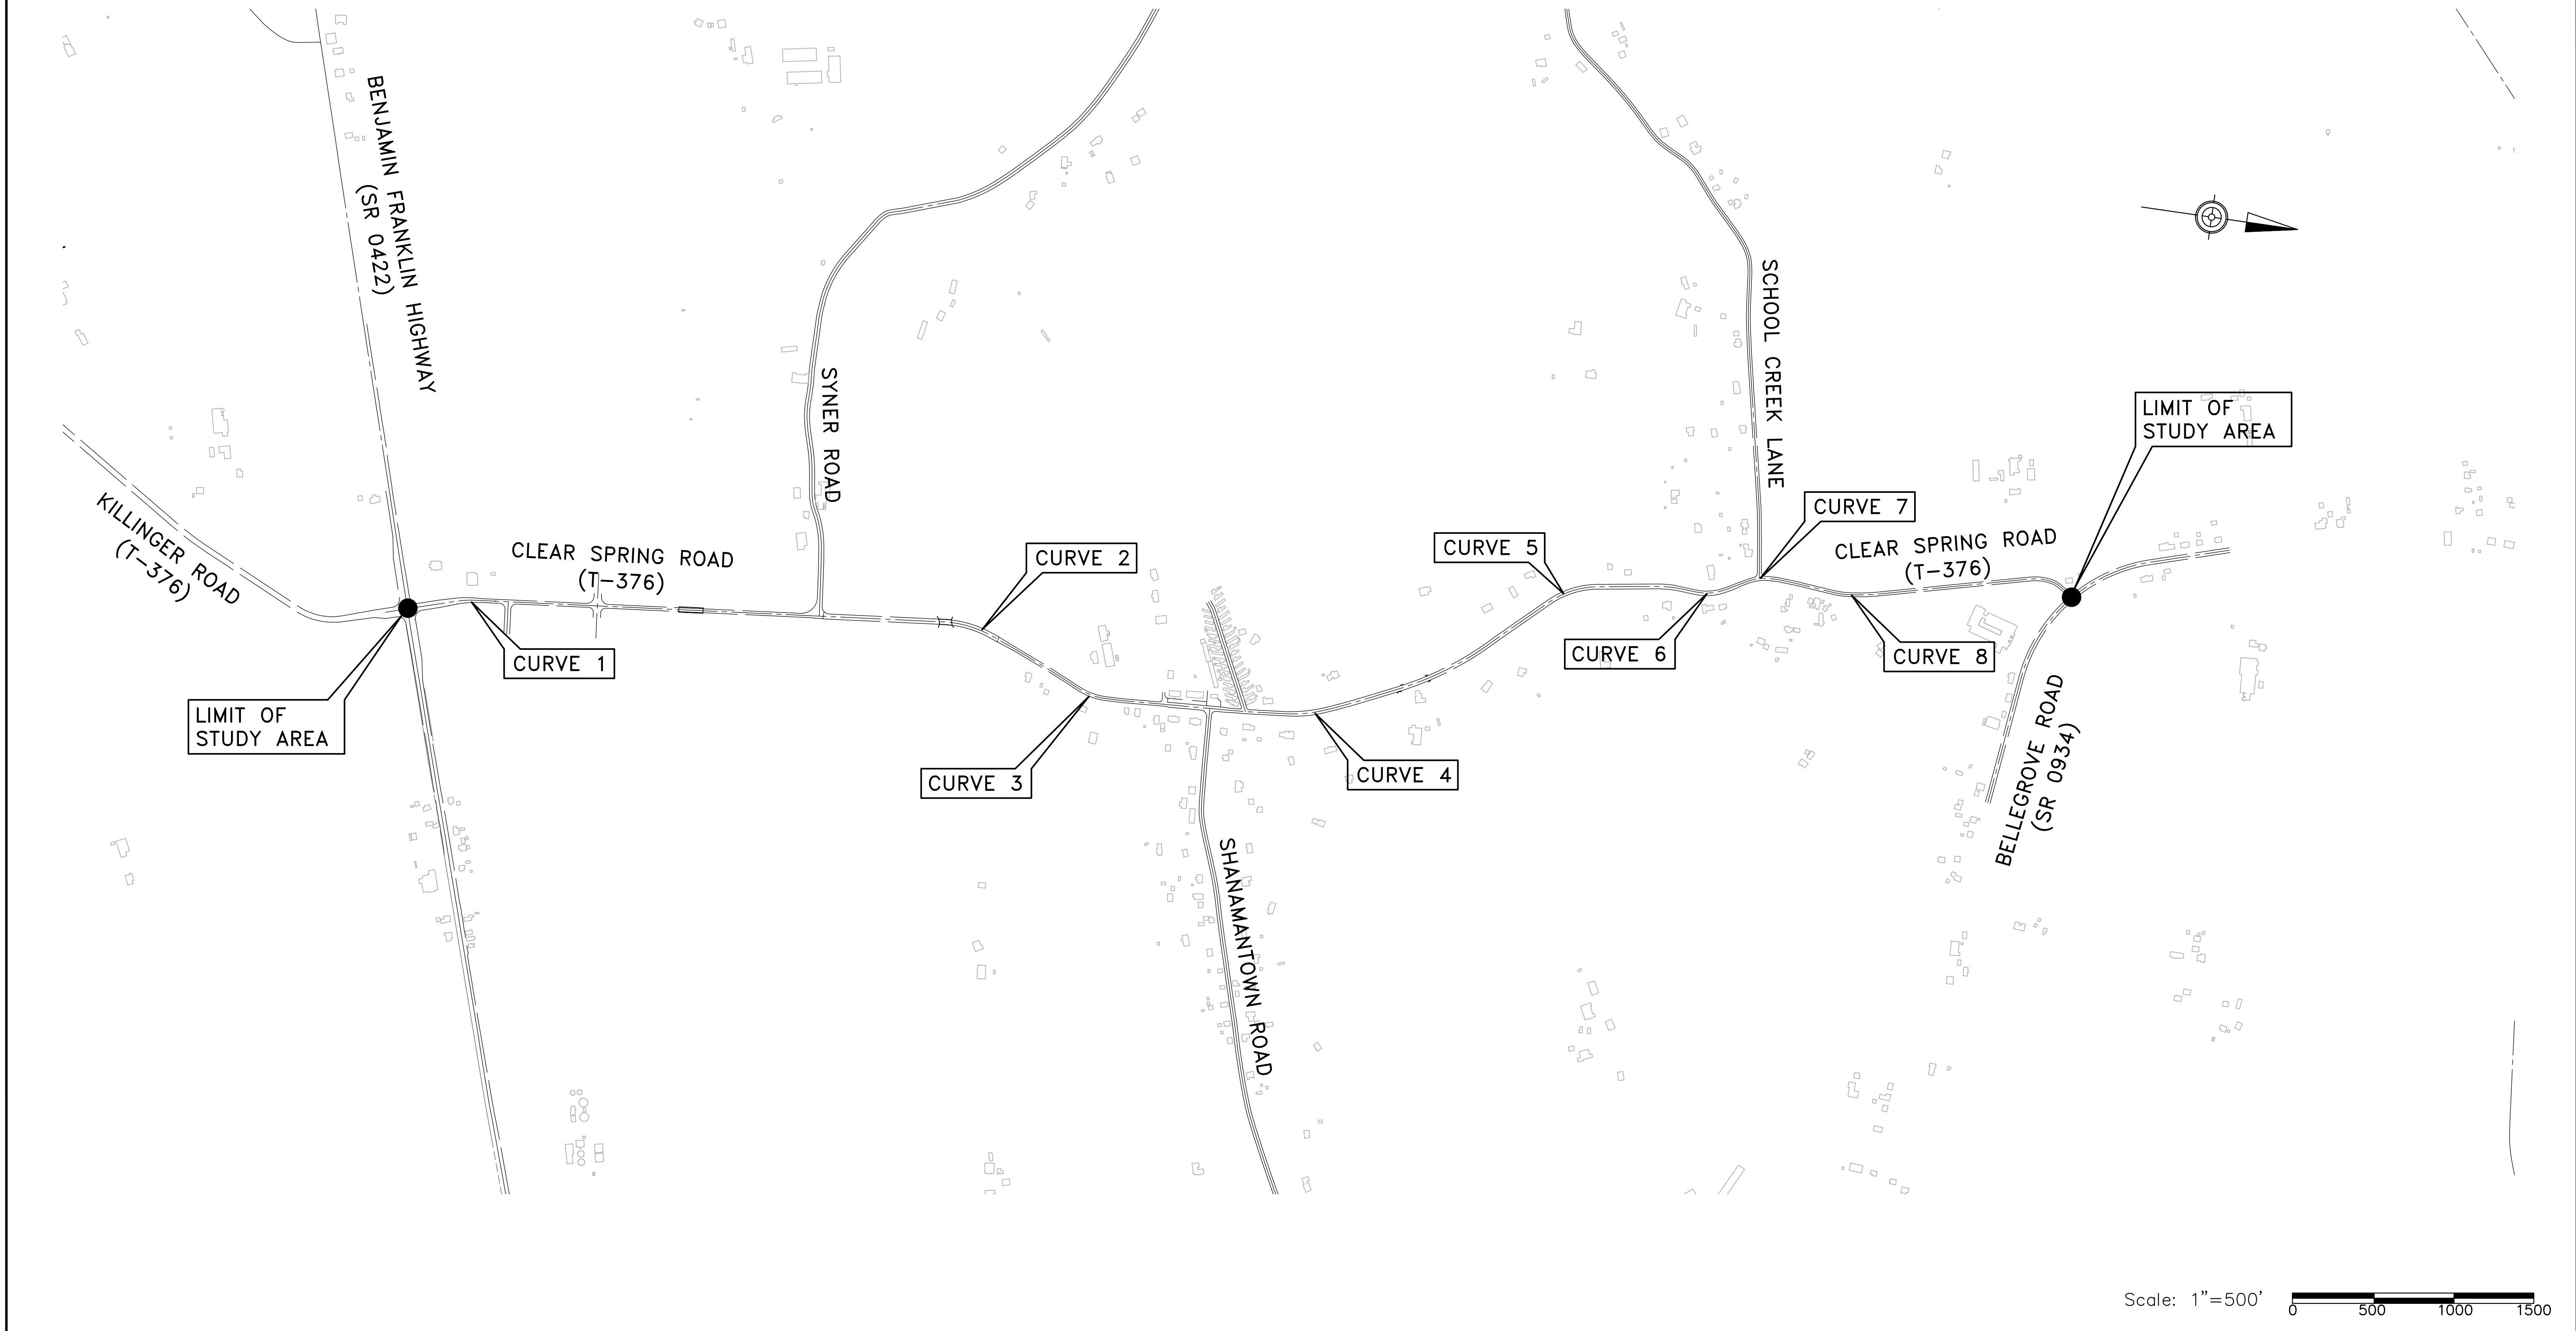 BENJAMIN FRANKLIN HIGHWAY
(SR 0422)
KILLINGER ROAD
(T-376)
LIMIT OF
STUDY AREA
CURVE 1
CLEAR SPRING ROAD
(T-376)
SYNER ROAD
CURVE 2
CURVE 3
SHANAMANTOWN ROAD
CURVE 4
CURVE 5
CURVE 6
SCHOOL CREEK LANE
CURVE 7
CLEAR SPRING ROAD
(T-376)
CURVE 8
LIMIT OF
STUDY AREA
BELLEGROVE ROAD
(SR 0934)
Scale: 1"=500'
0 500 1000 1500